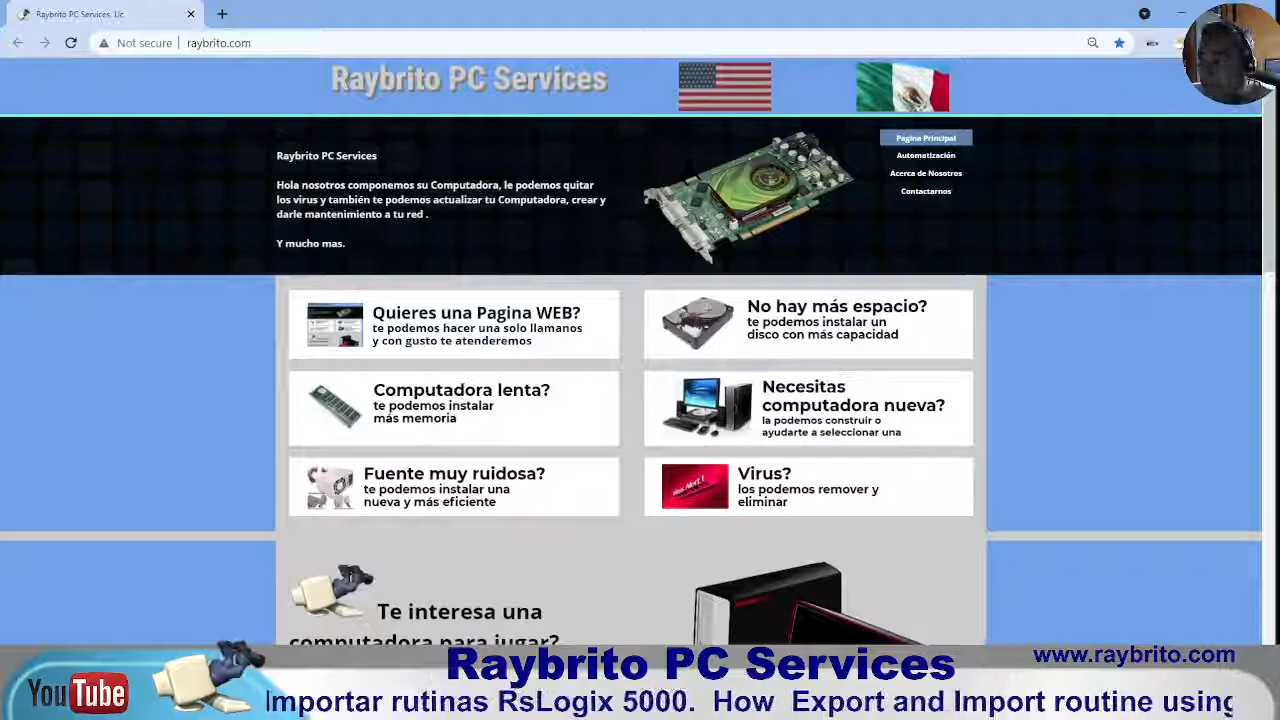 Raybrito PC Services, Llc
Not secure | raybrito.com
Raybrito PC Services
Raybrito PC Services
Hola nosotros componemos su Computadora, le podemos quitar
los virus y también te podemos actualizar tu Computadora, crear y
darle mantenimiento a tu red .
Y mucho mas.
Pagina Principal
Automatización
Acerca de Nosotros
Contactarnos
Quieres una Pagina WEB?
te podemos hacer una solo llamanos
y con gusto te atenderemos
No hay más espacio?
te podemos instalar un
disco con más capacidad
Computadora lenta?
te podemos instalar
más memoria
Necesitas
computadora nueva?
la podemos construir o
ayudarte a seleccionar una
Fuente muy ruidosa?
te podemos instalar una
nueva y más eficiente
Virus Alert !
Virus?
los podemos remover y
eliminar
Te interesa una
computadora para jugar?
YouTube
Raybrito PC Services
www.raybrito.com
Importar rutinas RsLogix 5000. How Export and Import routine using